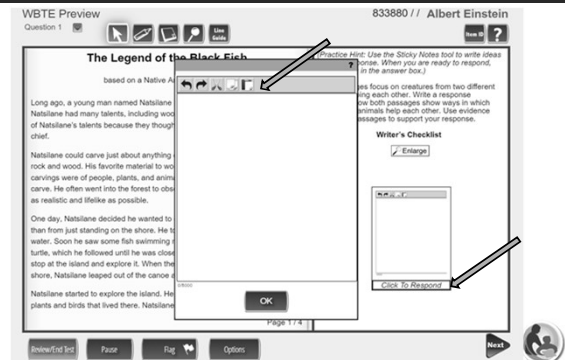 WBTE Preview
833880 / / Albert Einstein
Question 1
Line
Guide
Item ID
?
The Legend of the Black Fish
based on a Native A
Long ago, a young man named Natsilane
Natsilane had many talents, including woo
of Natsilane's talents because they though
chief.
Natsilane could carve just about anything
rock and wood. His favorite material to wo
carvings were of people, plants, and anim
carve. He often went into the forest to obs
as realistic and lifelike as possible.
One day, Natsilane decided he wanted to
than from just standing on the shore. He to
water. Soon he saw some fish swimming
turtle, which he followed until he was close
stop at the island and explore it. When the
shore, Natsilane leaped out of the canoe
Natsilane started to explore the island. He
plants and birds that lived there. Natsilane
Page 1 / 4
?
OK
(Practice Hint: Use the Sticky Notes tool to write ideas
onse. When you are ready to respond,
in the answer box.)
ges focus on creatures from two different
ing each other. Write a response
ow both passages show ways in which
animals help each other. Use evidence
assages to support your response.
Writer's Checklist
Enlarge
Click To Respond
Review/End Test
Pause
Flag
Options
Next